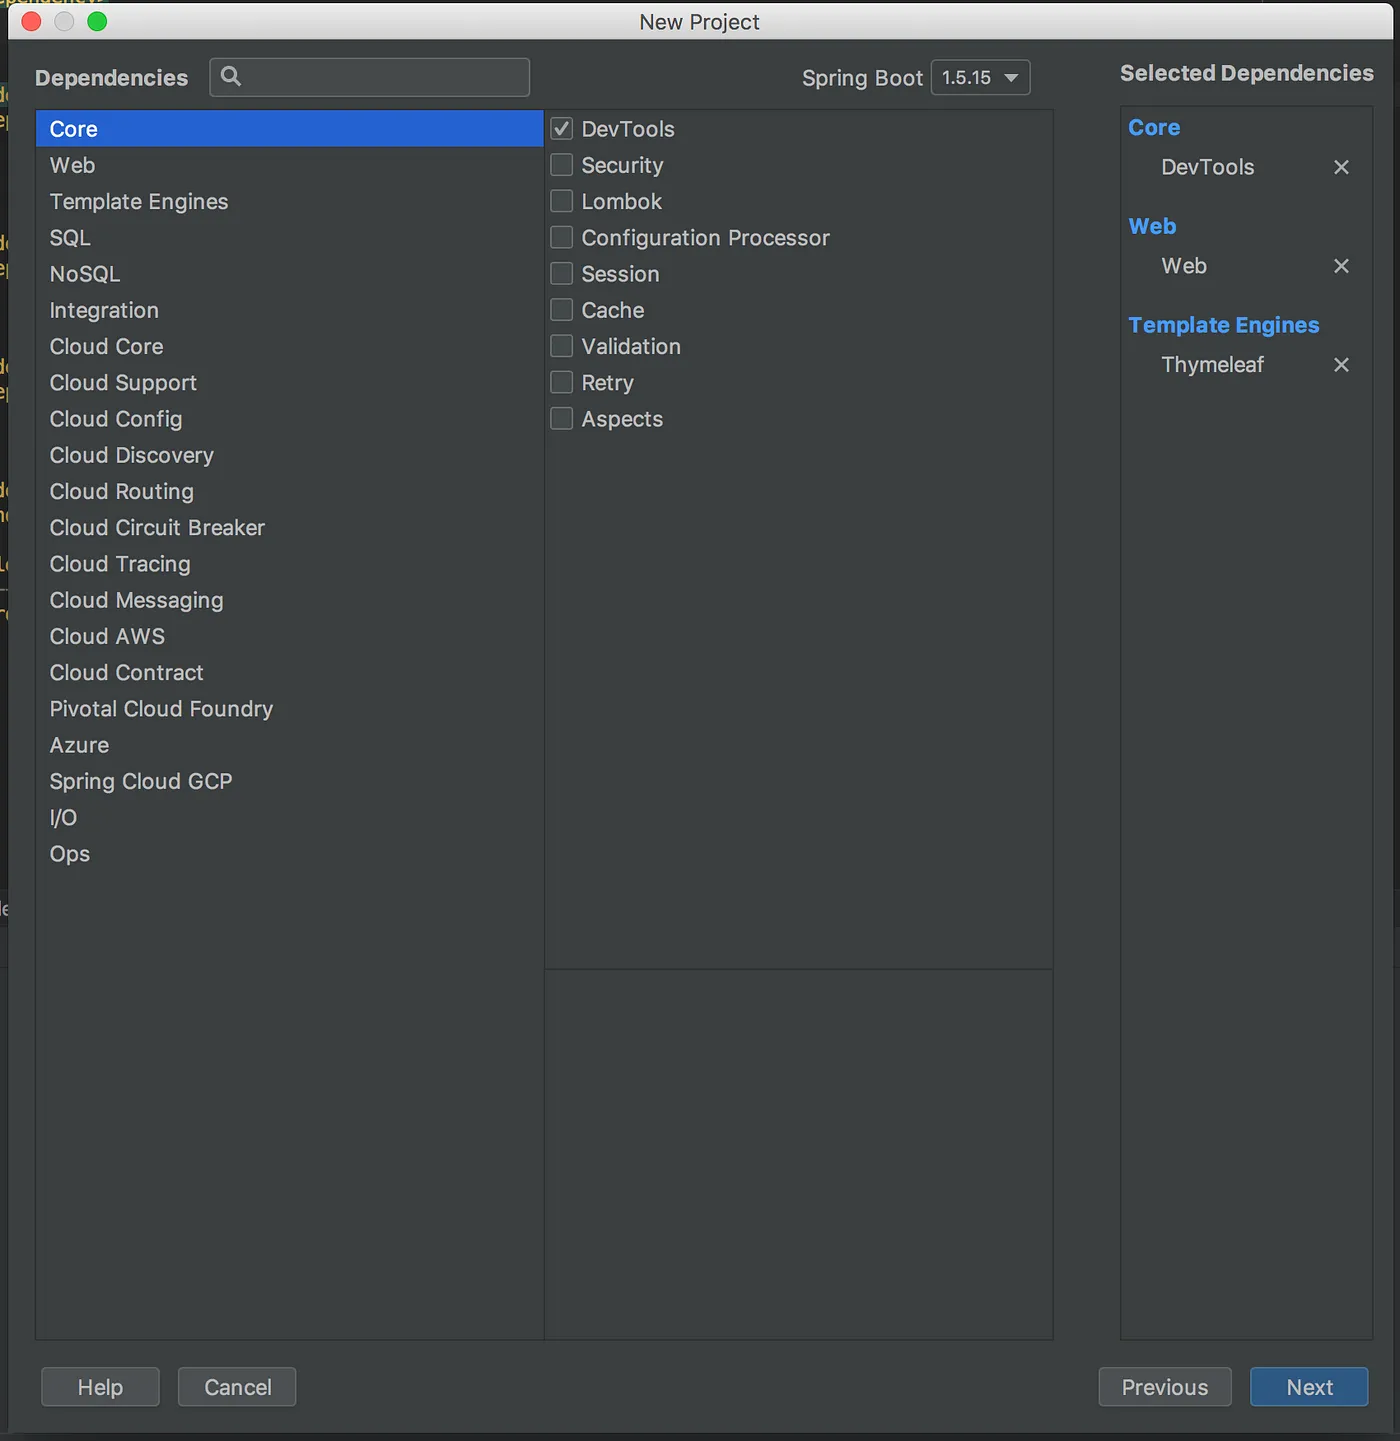 New Project
Dependencies
Spring Boot 1.5.15
Selected Dependencies
Core
Web
Template Engines
SQL
NoSQL
Integration
Cloud Core
Cloud Support
Cloud Config
Cloud Discovery
Cloud Routing
Cloud Circuit Breaker
Cloud Tracing
Cloud Messaging
Cloud AWS
Cloud Contract
Pivotal Cloud Foundry
Azure
Spring Cloud GCP
I/O
Ops
DevTools
Security
Lombok
Configuration Processor
Session
Cache
Validation
Retry
Aspects
Core
DevTools
Web
Web
Template Engines
Thymeleaf
Help
Cancel
Previous
Next